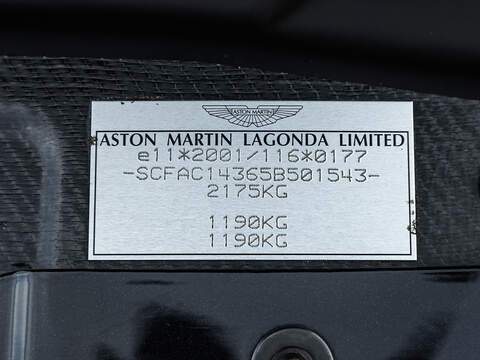 ASTON MARTIN
ASTON MARTIN LAGONDA LIMITED
e11*2001/116*0177
-SCFAC14365B501543-
2175KG
1190KG
1190KG